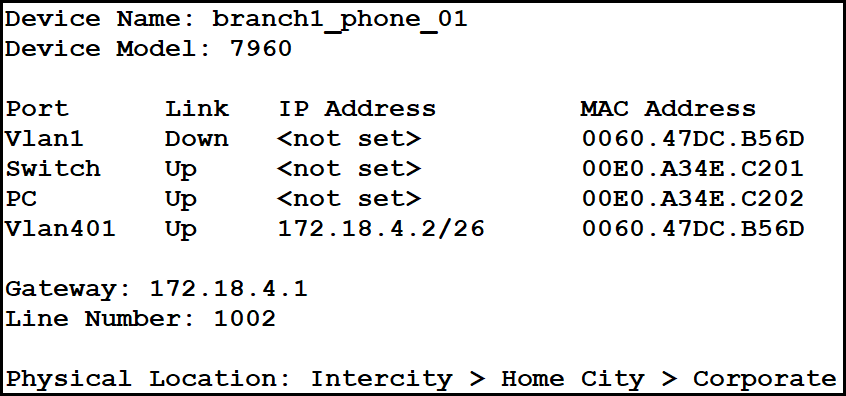 Device Name: branch1_phone_01
Device Model: 7960
Port Link IP Address MAC Address
Vlan1 Down <not set> 0060.47DC.B56D
Switch Up <not set> 00E0.A34E.C201
PC Up <not set> 00E0.A34E.C202
Vlan401 Up 172.18.4.2/26 0060.47DC.B56D
Gateway: 172.18.4.1
Line Number: 1002
Physical Location: Intercity > Home City > Corporate